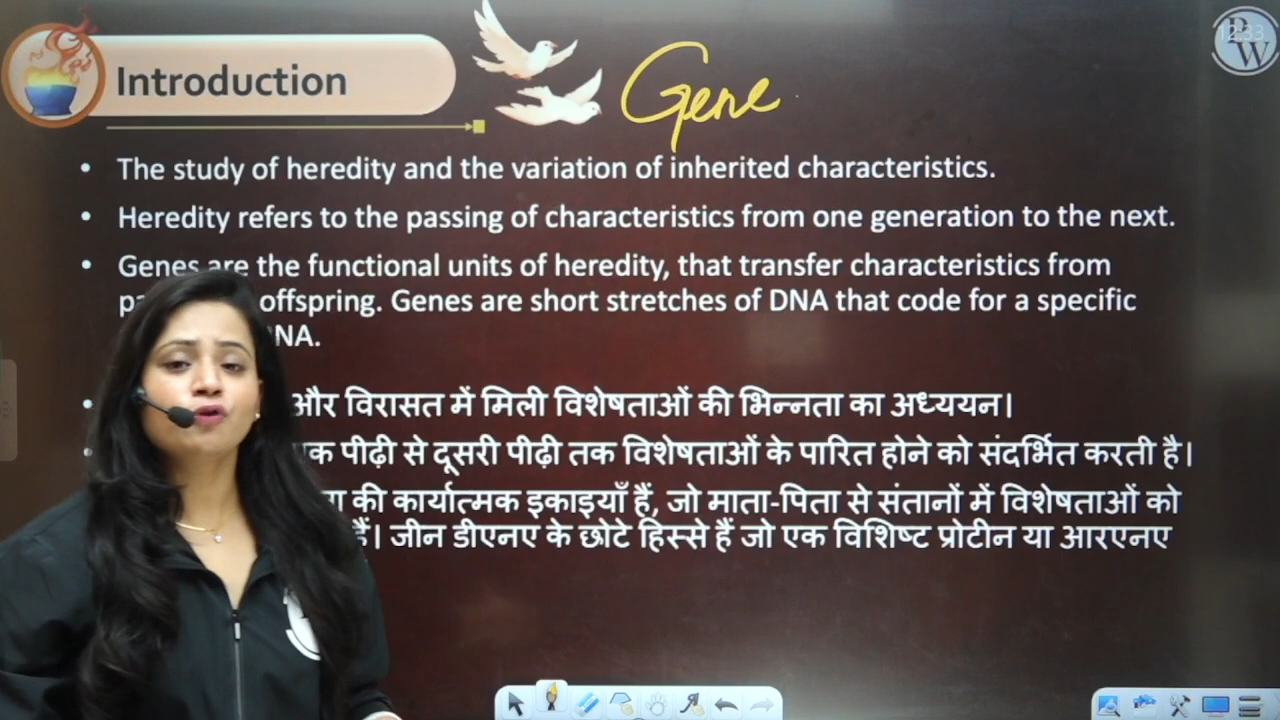 Introduction
Gene
12:33
PW
• The study of heredity and the variation of inherited characteristics.
• Heredity refers to the passing of characteristics from one generation to the next.
• Genes are the functional units of heredity, that transfer characteristics from
offspring. Genes are short stretches of DNA that code for a specific
NA.
• और विरासत में मिली विशेषताओं की भिन्नता का अध्ययन।
पीढ़ी से दूसरी पीढ़ी तक विशेषताओं के पारित होने को संदर्भित करती है।
की कार्यात्मक इकाइयाँ हैं, जो माता-पिता से संतानों में विशेषताओं को
हैं। जीन डीएनए के छोटे हिस्से हैं जो एक विशिष्ट प्रोटीन या आरएनए